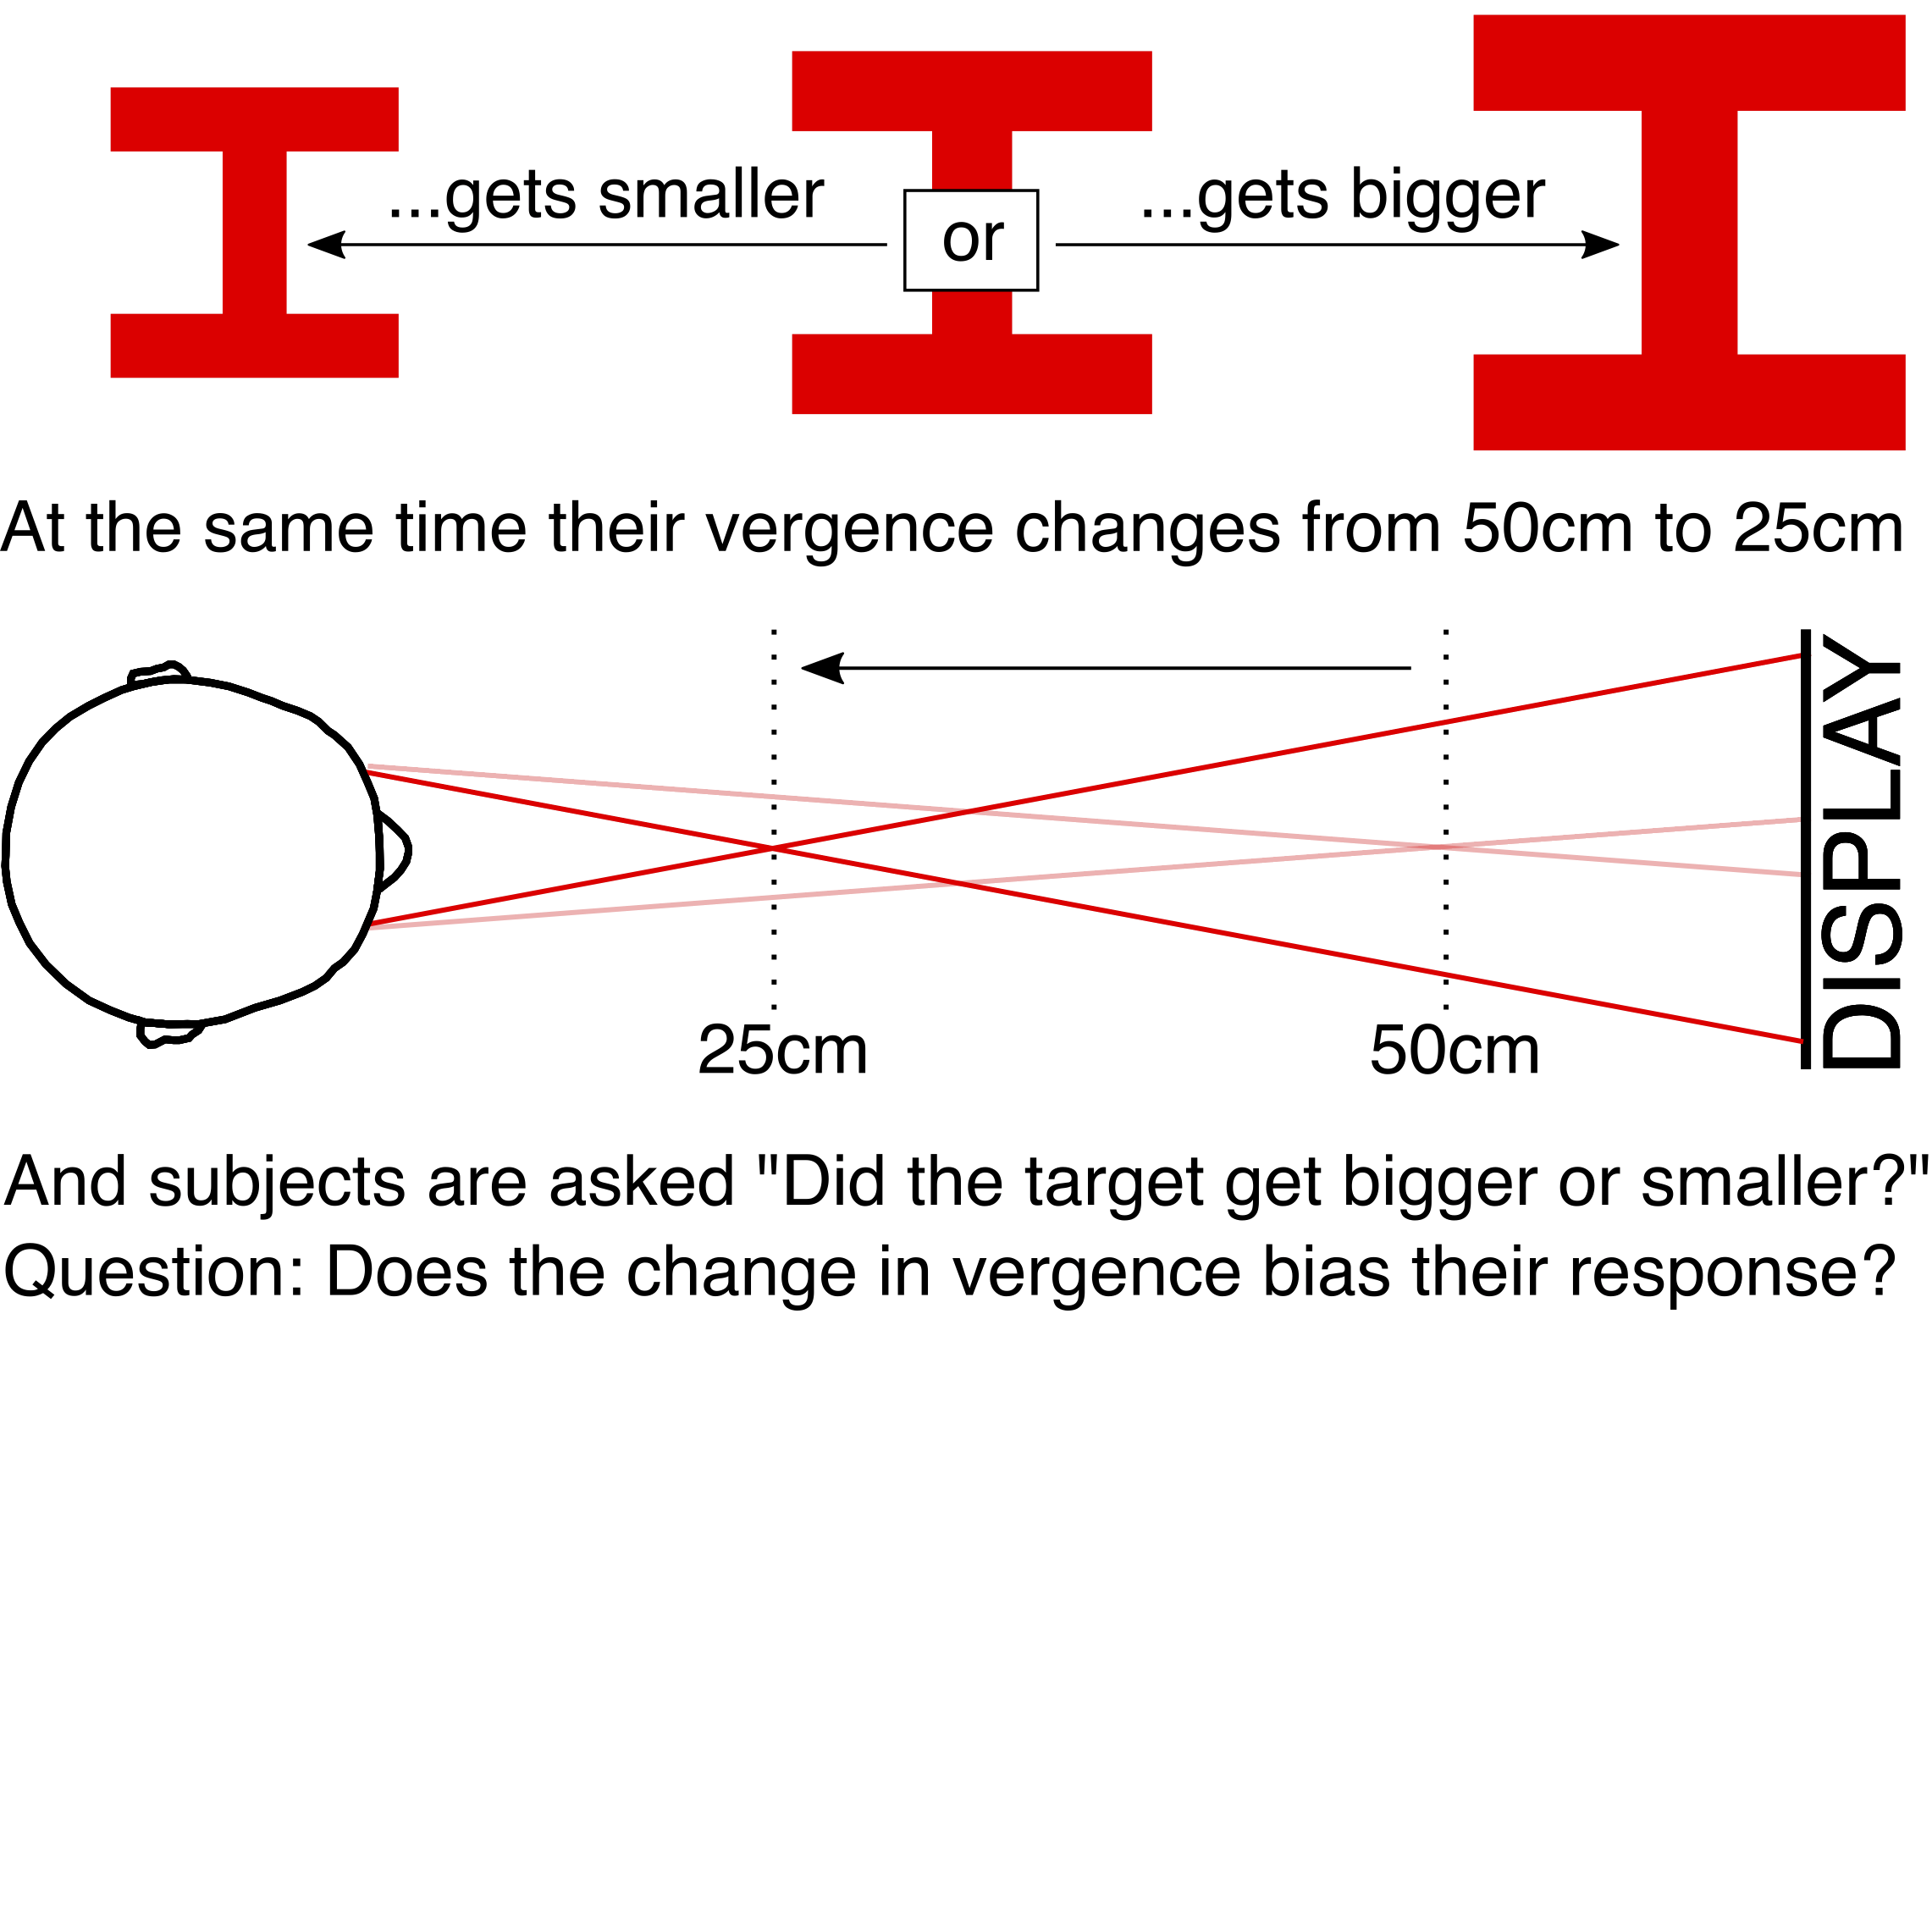 ...gets smaller
or
...gets bigger
At the same time their vergence changes from 50cm to 25cm
DISPLAY
25cm
50cm
And subjects are asked "Did the target get bigger or smaller?"
Question: Does the change in vergence bias their response?